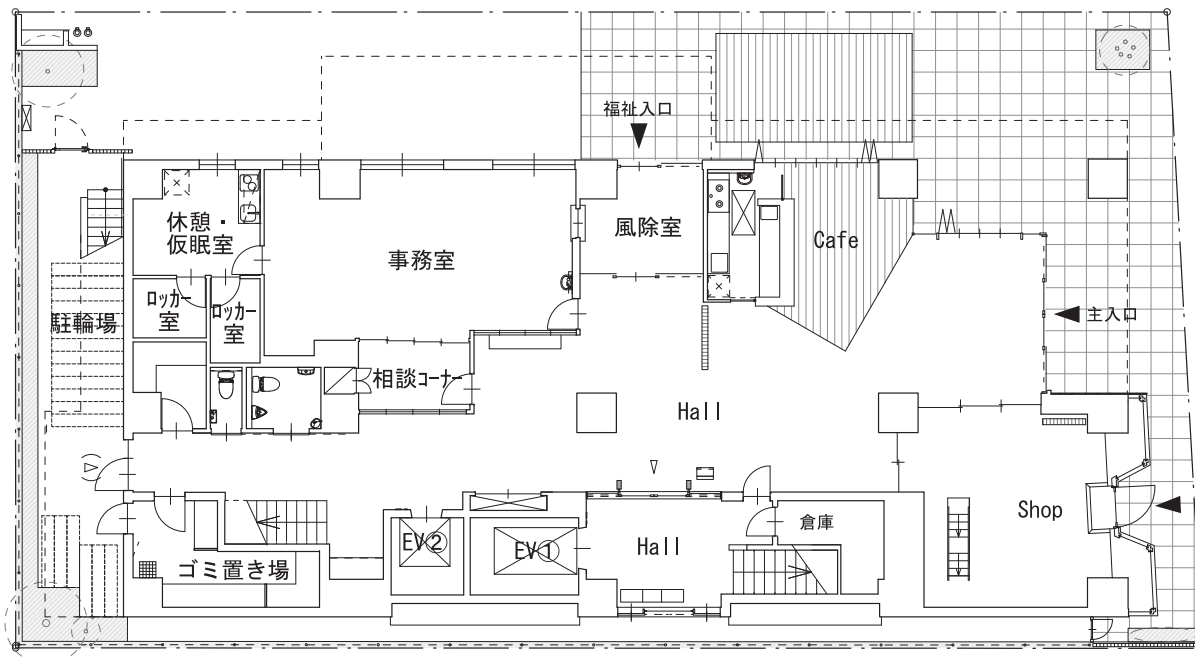 福祉入口
休憩・
仮眠室
事務室
風除室
Cafe
ロッカー
室
ロッカー
室
駐輪場
主入口
相談コーナー
Hall
(▽)
Shop
倉庫
EV2
EV1
Hall
ゴミ置き場